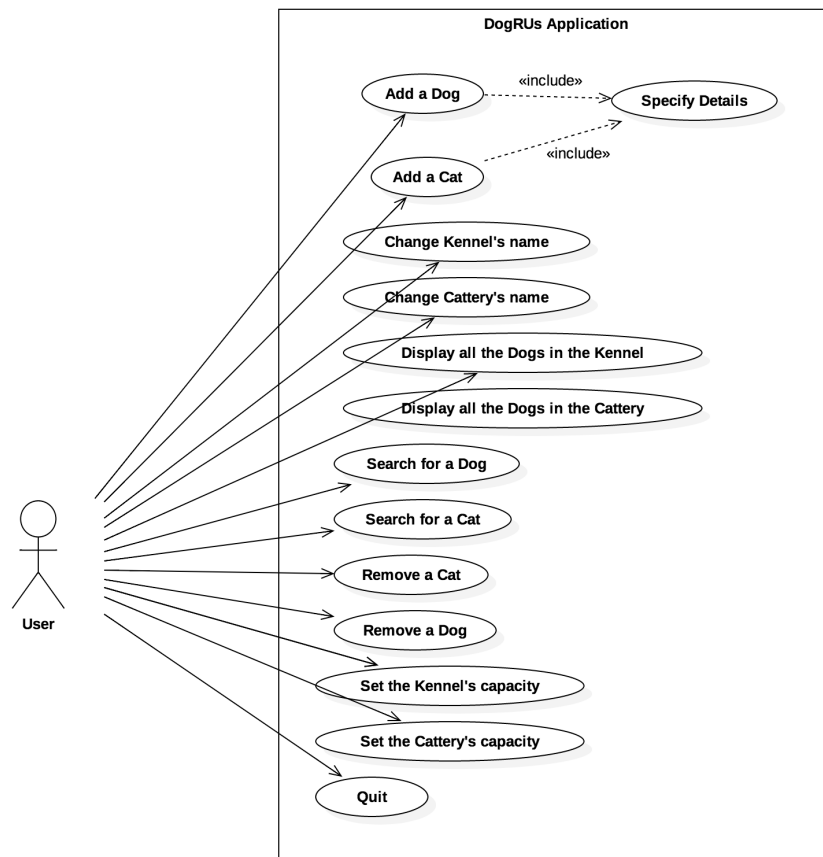 DogRUs Application
Add a Dog
«include»
Specify Details
Add a Cat
«include»
Change Kennel's name
Change Cattery's name
Display all the Dogs in the Kennel
Display all the Dogs in the Cattery
Search for a Dog
Search for a Cat
Remove a Cat
User
Remove a Dog
Set the Kennel's capacity
Set the Cattery's capacity
Quit